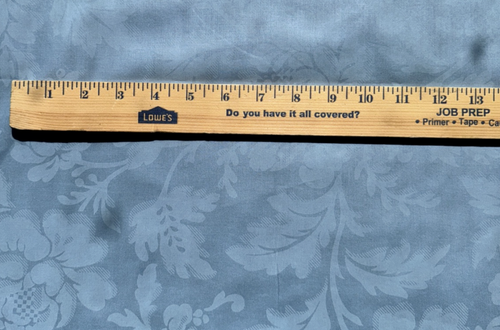 1 2 3 4 5 6 7 8 9 10 11 12 13
LOWE'S
Do you have it all covered?
JOB PREP
• Primer • Tape • Ca